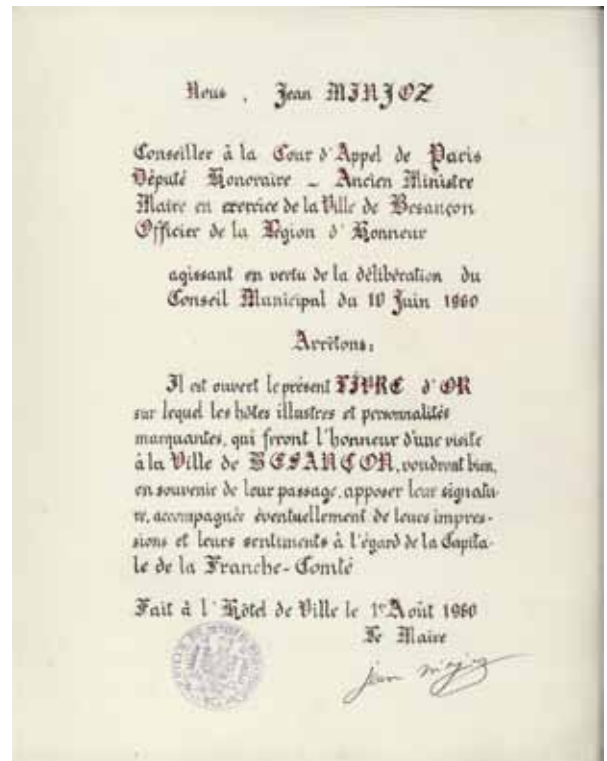 Nous , Jean MINJOZ
Conseiller à la Cour d'Appel de Paris
Député Honoraire - Ancien Ministre
Maire en exercice de la Ville de Besançon
Officier de la Légion d'Honneur
agissant en vertu de la délibération du
Conseil Municipal du 10 Juin 1960
Arrêtons:
Il est ouvert le présent LIVRE d'OR
sur lequel les hôtes illustres et personnalités
marquantes, qui feront l'honneur d'une visite
à la Ville de BESANÇON, voudront bien,
en souvenir de leur passage, apposer leur signatu-
re, accompagnée éventuellement de leurs impres-
sions et leurs sentiments à l'égard de la Capita-
le de la Franche-Comté
Fait à l'Hôtel de Ville le 1er Août 1960
Le Maire
jean minjoz